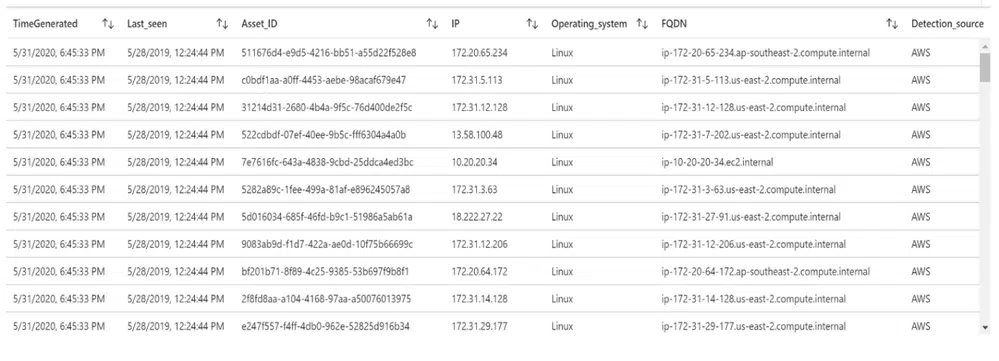 TimeGenerated Last_seen Asset_ID IP Operating_system FQDN Detection_source
5/31/2020, 6:45:33 PM 5/28/2019, 12:24:44 PM 511676d4-e9d5-4216-bb51-a55d22f528e8 172.20.65.234 Linux ip-172-20-65-234.ap-southeast-2.compute.internal AWS
5/31/2020, 6:45:33 PM 5/28/2019, 12:24:44 PM c0bdf1aa-a0ff-4453-aebe-98acaf679e47 172.31.5.113 Linux ip-172-31-5-113.us-east-2.compute.internal AWS
5/31/2020, 6:45:33 PM 5/28/2019, 12:24:44 PM 31214d31-2680-4b4a-9f5c-76d400de2f5c 172.31.12.128 Linux ip-172-31-12-128.us-east-2.compute.internal AWS
5/31/2020, 6:45:33 PM 5/28/2019, 12:24:44 PM 522cdbdf-07ef-40ee-9b5c-fff6304a4a0b 13.58.100.48 Linux ip-172-31-7-202.us-east-2.compute.internal AWS
5/31/2020, 6:45:33 PM 5/28/2019, 12:24:44 PM 7e7616fc-643a-4838-9cbd-25ddca4ed3bc 10.20.20.34 Linux ip-10-20-20-34.ec2.internal AWS
5/31/2020, 6:45:33 PM 5/28/2019, 12:24:44 PM 5282a89c-1fee-499a-81af-e896245057a8 172.31.3.63 Linux ip-172-31-3-63.us-east-2.compute.internal AWS
5/31/2020, 6:45:33 PM 5/28/2019, 12:24:44 PM 5d016034-685f-46fd-b9c1-51986a5ab61a 18.222.27.22 Linux ip-172-31-27-91.us-east-2.compute.internal AWS
5/31/2020, 6:45:33 PM 5/28/2019, 12:24:44 PM 9083ab9d-f1d7-422a-ae0d-10f75b66699c 172.31.12.206 Linux ip-172-31-12-206.us-east-2.compute.internal AWS
5/31/2020, 6:45:33 PM 5/28/2019, 12:24:44 PM bf201b71-8f89-4c25-9385-53b697f9b8f1 172.20.64.172 Linux ip-172-20-64-172.ap-southeast-2.compute.internal AWS
5/31/2020, 6:45:33 PM 5/28/2019, 12:24:44 PM 2f8fd8aa-a104-4168-97aa-a50076013975 172.31.14.128 Linux ip-172-31-14-128.us-east-2.compute.internal AWS
5/31/2020, 6:45:33 PM 5/28/2019, 12:24:44 PM e247f557-f4ff-4db0-962e-52825d916b34 172.31.29.177 Linux ip-172-31-29-177.us-east-2.compute.internal AWS